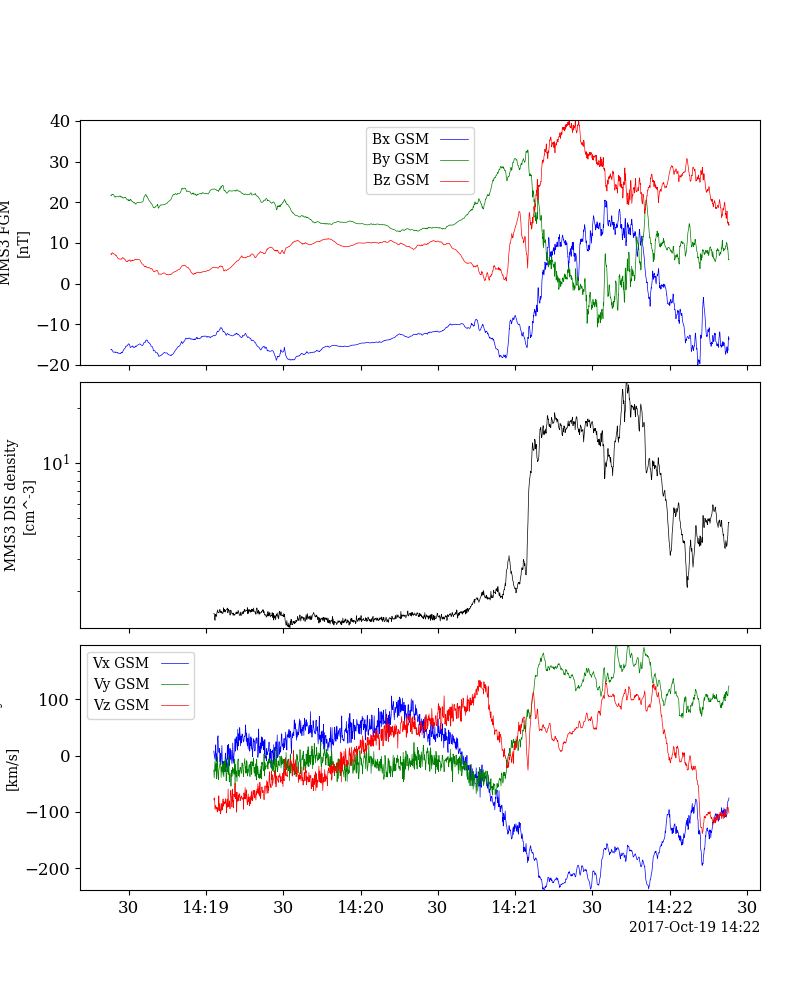 40
30
20
10
0
−10
−20
MMS3 FGM
[nT]
Bx GSM
By GSM
Bz GSM
10^1
MMS3 DIS density
[cm^-3]
Vx GSM
Vy GSM
Vz GSM
100
0
−100
−200
[km/s]
30 14:19 30 14:20 30 14:21 30 14:22 30
2017-Oct-19 14:22